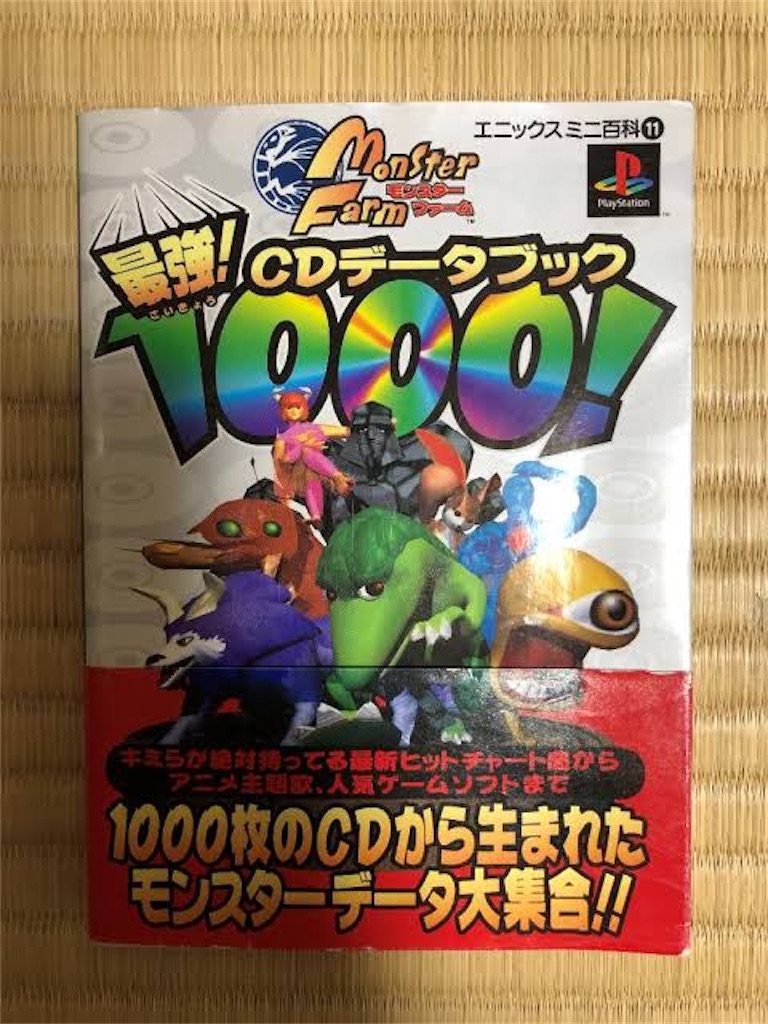 エニックスミニ百科⑪
Monster Farm
モンスター
ファーム™
PlayStation™
最強!
さいきょう
CDデータブック
1000!
キミらが絶対持ってる最新ヒットチャート曲から
アニメ主題歌、人気ゲームソフトまで
1000枚のCDから生まれた
モンスターデータ大集合!!